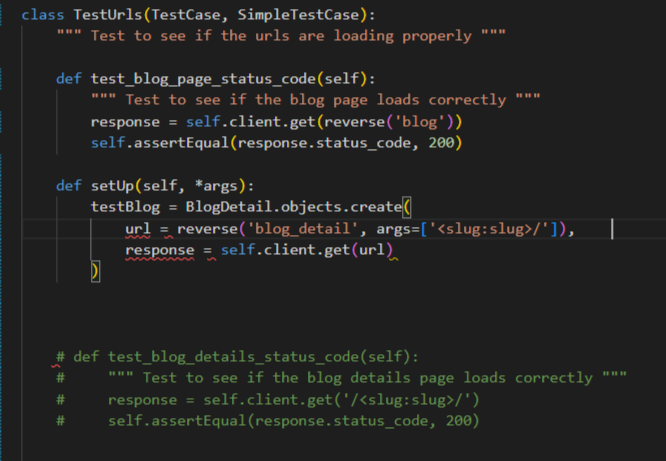 class TestUrls(TestCase, SimpleTestCase):
    """ Test to see if the urls are loading properly """
    def test_blog_page_status_code(self):
        """ Test to see if the blog page loads correctly """
        response = self.client.get(reverse('blog'))
        self.assertEqual(response.status_code, 200)
    def setUp(self, *args):
        testBlog = BlogDetail.objects.create(
            url = reverse('blog_detail', args=['<slug:slug>/']),
            response = self.client.get(url)
        )
    # def test_blog_details_status_code(self):
    #     """ Test to see if the blog details page loads correctly """
    #     response = self.client.get('/<slug:slug>/')
    #     self.assertEqual(response.status_code, 200)